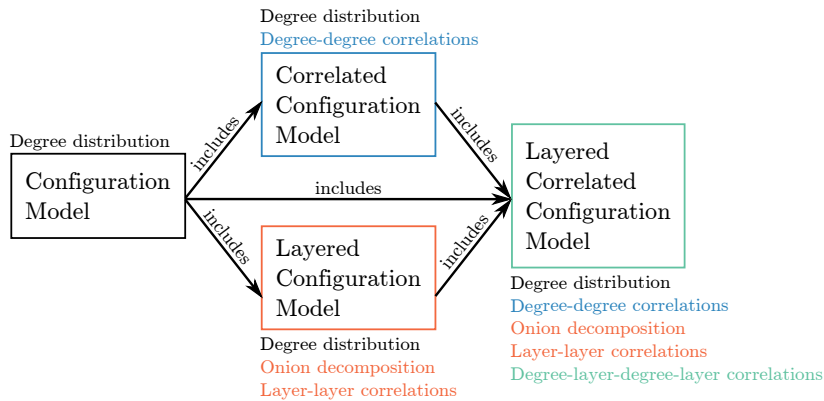 Degree distribution
Configuration
Model
includes
includes
includes
Degree distribution
Degree-degree correlations
Correlated
Configuration
Model
Layered
Configuration
Model
Degree distribution
Onion decomposition
Layer-layer correlations
includes
includes
Layered
Correlated
Configuration
Model
Degree distribution
Degree-degree correlations
Onion decomposition
Layer-layer correlations
Degree-layer-degree-layer correlations